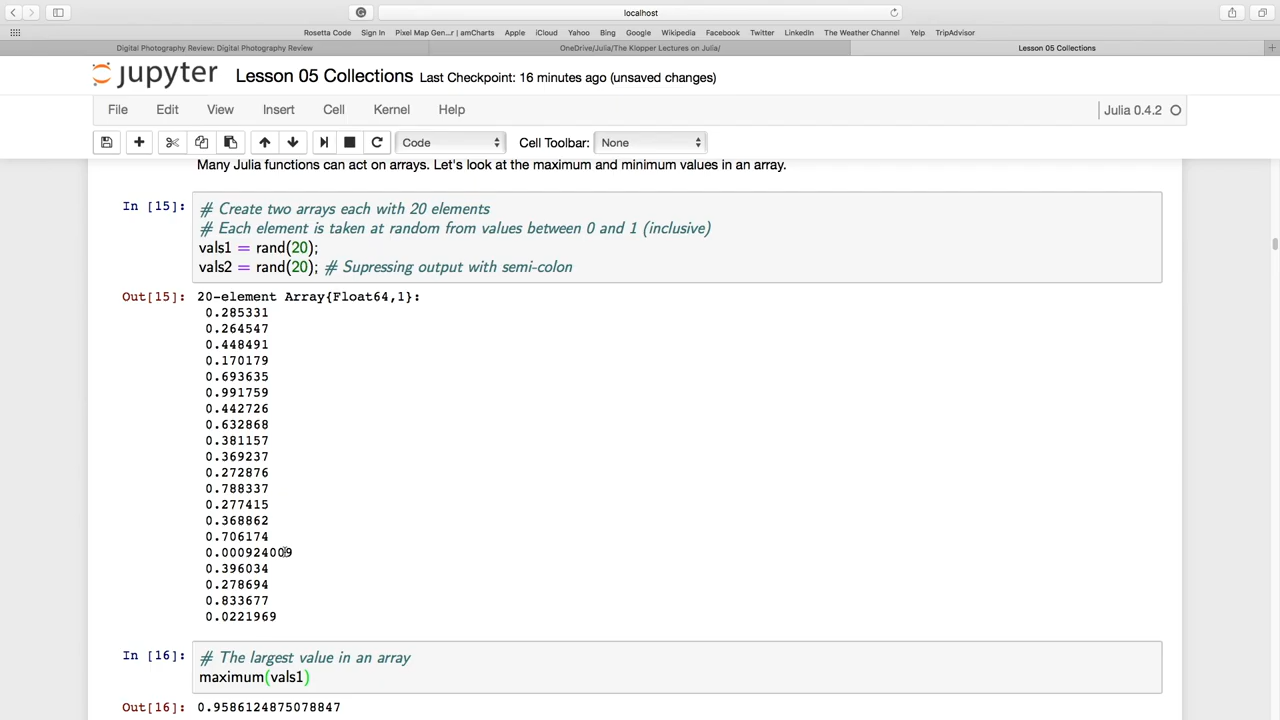 localhost
Rosetta Code Sign In Pixel Map Gen...r | amCharts Apple iCloud Yahoo Bing Google Wikipedia Facebook Twitter LinkedIn The Weather Channel Yelp TripAdvisor
Digital Photography Review: Digital Photography Review OneDrive/Julia/The Klopper Lectures on Julia/ Lesson 05 Collections
jupyter Lesson 05 Collections Last Checkpoint: 16 minutes ago (unsaved changes)
File Edit View Insert Cell Kernel Help Julia 0.4.2
Code Cell Toolbar: None
Many Julia functions can act on arrays. Let's look at the maximum and minimum values in an array.
In [15]: # Create two arrays each with 20 elements
# Each element is taken at random from values between 0 and 1 (inclusive)
vals1 = rand(20);
vals2 = rand(20); # Supressing output with semi-colon
Out[15]: 20-element Array{Float64,1}:
0.285331
0.264547
0.448491
0.170179
0.693635
0.991759
0.442726
0.632868
0.381157
0.369237
0.272876
0.788337
0.277415
0.368862
0.706174
0.000924009
0.396034
0.278694
0.833677
0.0221969
In [16]: # The largest value in an array
maximum(vals1)
Out[16]: 0.9586124875078847